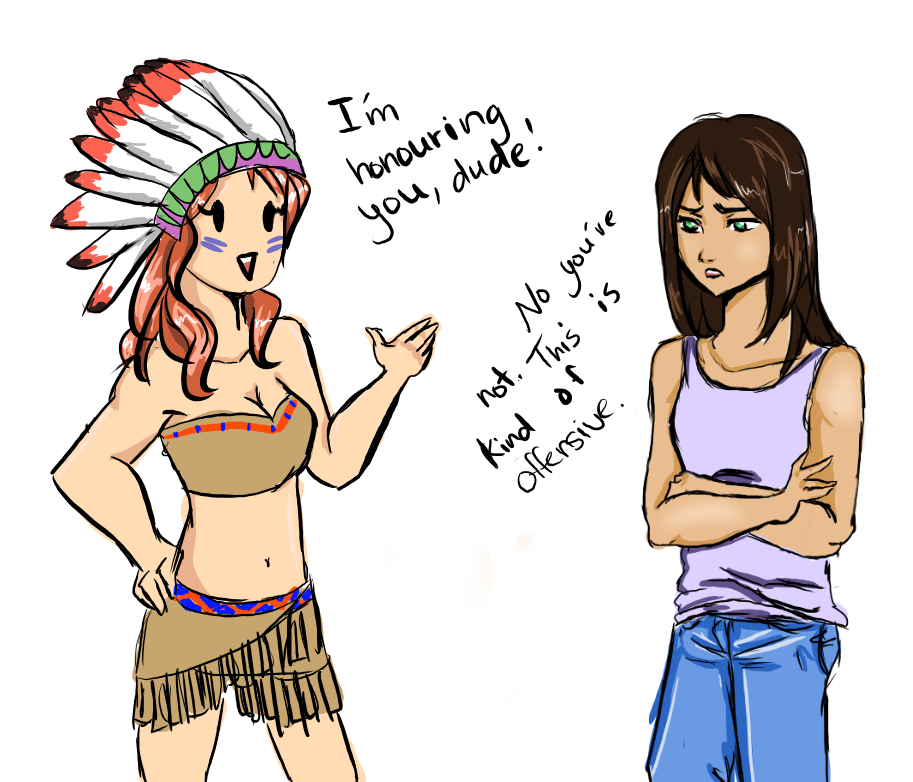 I'm
honouring
you, dude!
No you're
not. This is
kind of
offensive.